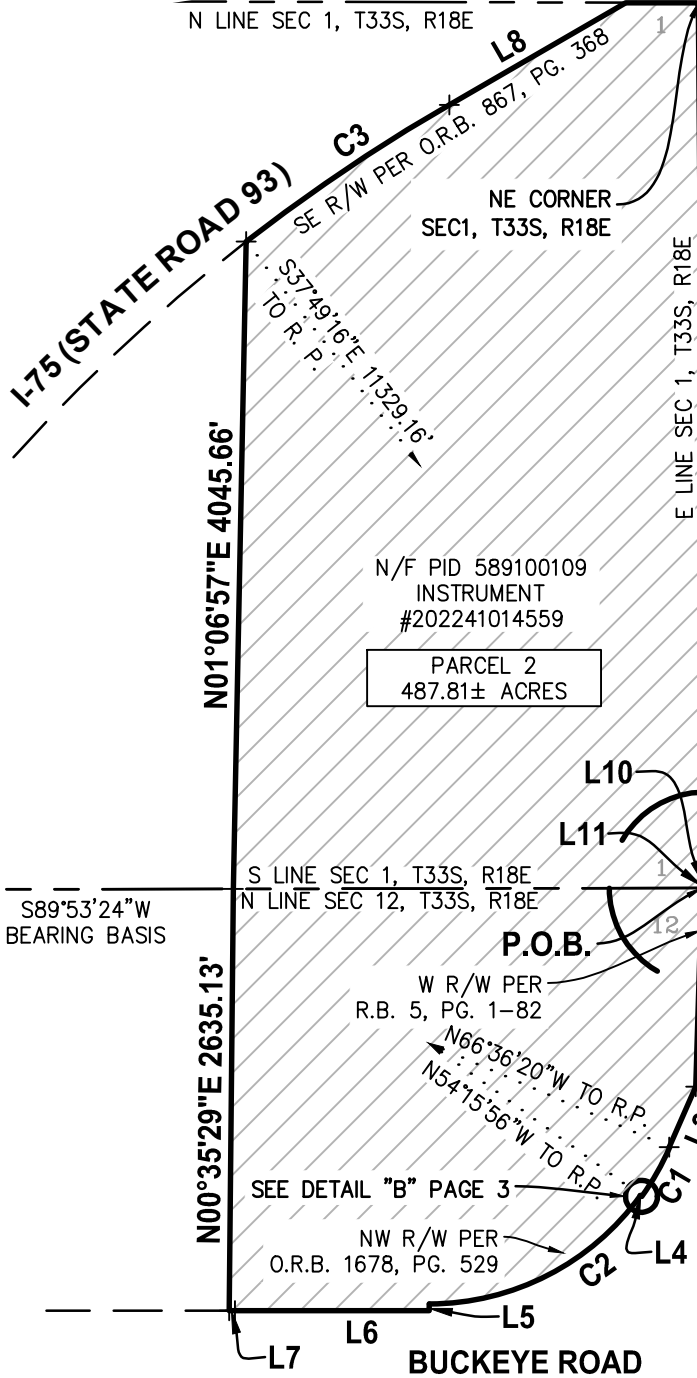 N LINE SEC 1, T33S, R18E
1
L8
C3
SE R/W PER O.R.B. 867, PG. 368
I-75 (STATE ROAD 93)
NE CORNER
SEC1, T33S, R18E
E LINE SEC 1, T33S, R18E
S37°49'16"E 11329.16'
TO R. P.
N01°06'57"E 4045.66'
N/F PID 589100109
INSTRUMENT
#202241014559
PARCEL 2
487.81± ACRES
L10
L11
1
S LINE SEC 1, T33S, R18E
N LINE SEC 12, T33S, R18E
S89°53'24"W
BEARING BASIS
12
P.O.B.
W R/W PER
R.B. 5, PG. 1-82
N00°35'29"E 2635.13'
N66°36'20"W TO R.P.
N54°15'56"W TO R.P.
C1
SEE DETAIL "B" PAGE 3
L4
NW R/W PER
O.R.B. 1678, PG. 529
C2
L5
L6
L7
BUCKEYE ROAD